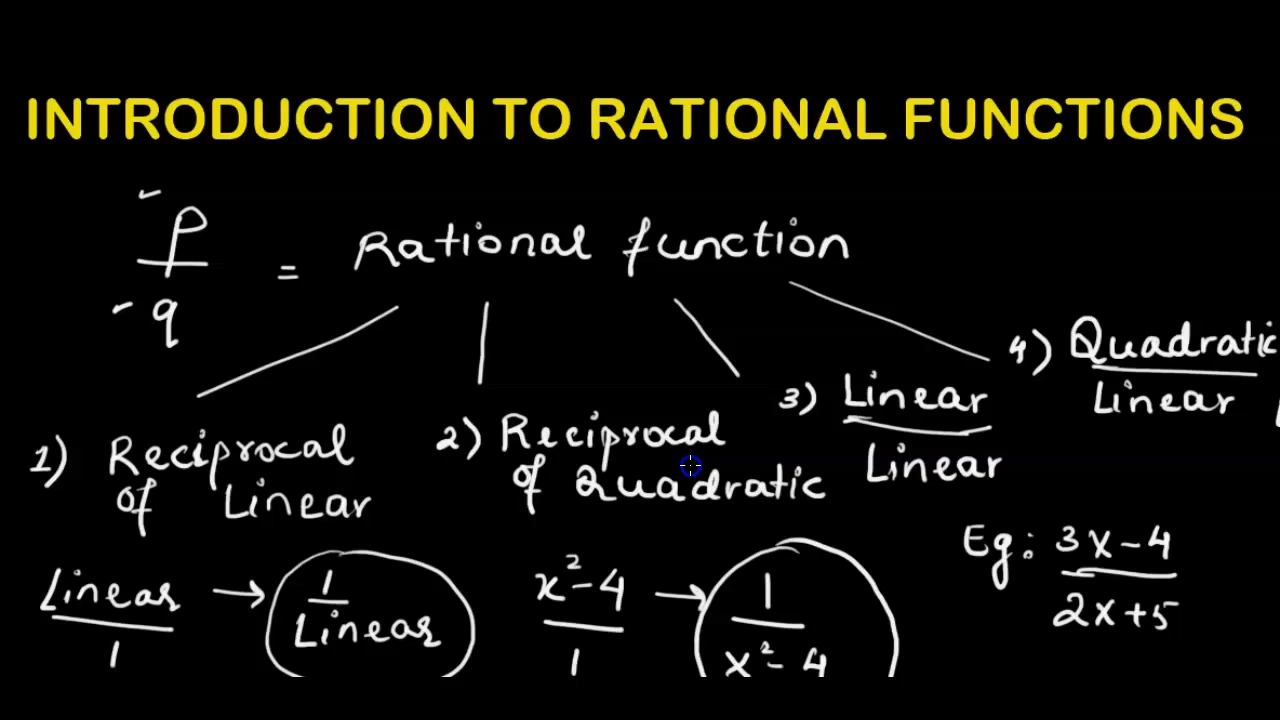 INTRODUCTION TO RATIONAL FUNCTIONS
p/q = Rational function
1) Reciprocal
of Linear
Linear/1 → 1/Linear
2) Reciprocal
of Quadratic
x²-4/1 → 1/x²-4
3) Linear/Linear
Eg: 3x-4/2x+5
4) Quadratic/Linear